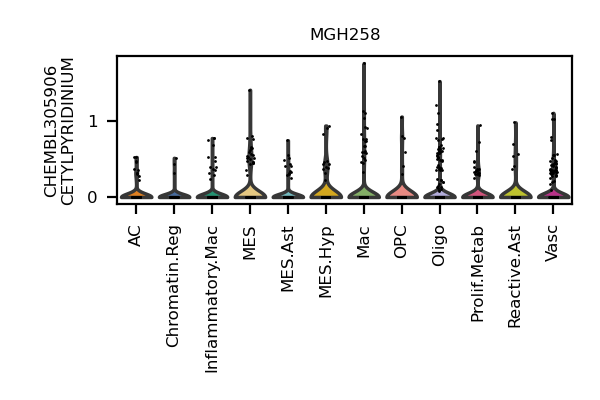 MGH258
CHEMBL305906
CETYLPYRIDINIUM
1
0
AC
Chromatin.Reg
Inflammatory.Mac
MES
MES.Ast
MES.Hyp
Mac
OPC
Oligo
Prolif.Metab
Reactive.Ast
Vasc